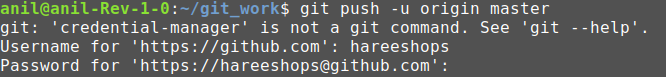 anil@anil-Rev-1-0:~/git_work$ git push -u origin master
git: 'credential-manager' is not a git command. See 'git --help'.
Username for 'https://github.com': hareeshops
Password for 'https://hareeshops@github.com':